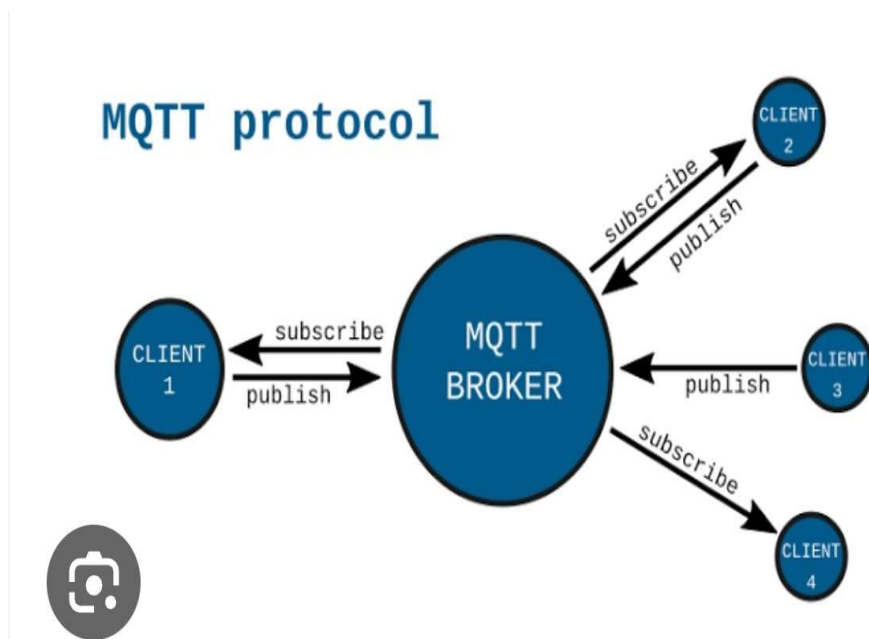 MQTT protocol
CLIENT
2
subscribe
publish
subscribe
CLIENT
1
publish
MQTT
BROKER
publish
CLIENT
3
subscribe
CLIENT
4